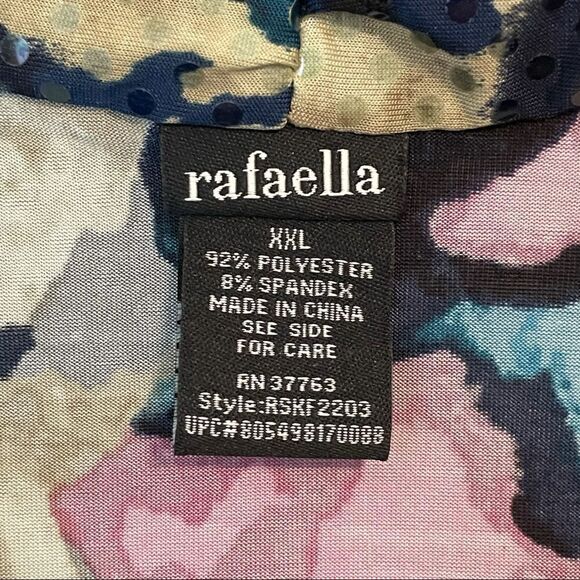 rafaella
XXL
92% POLYESTER
8% SPANDEX
MADE IN CHINA
SEE SIDE
FOR CARE
RN 37763
Style:RSKF2203
UPC#805498170088